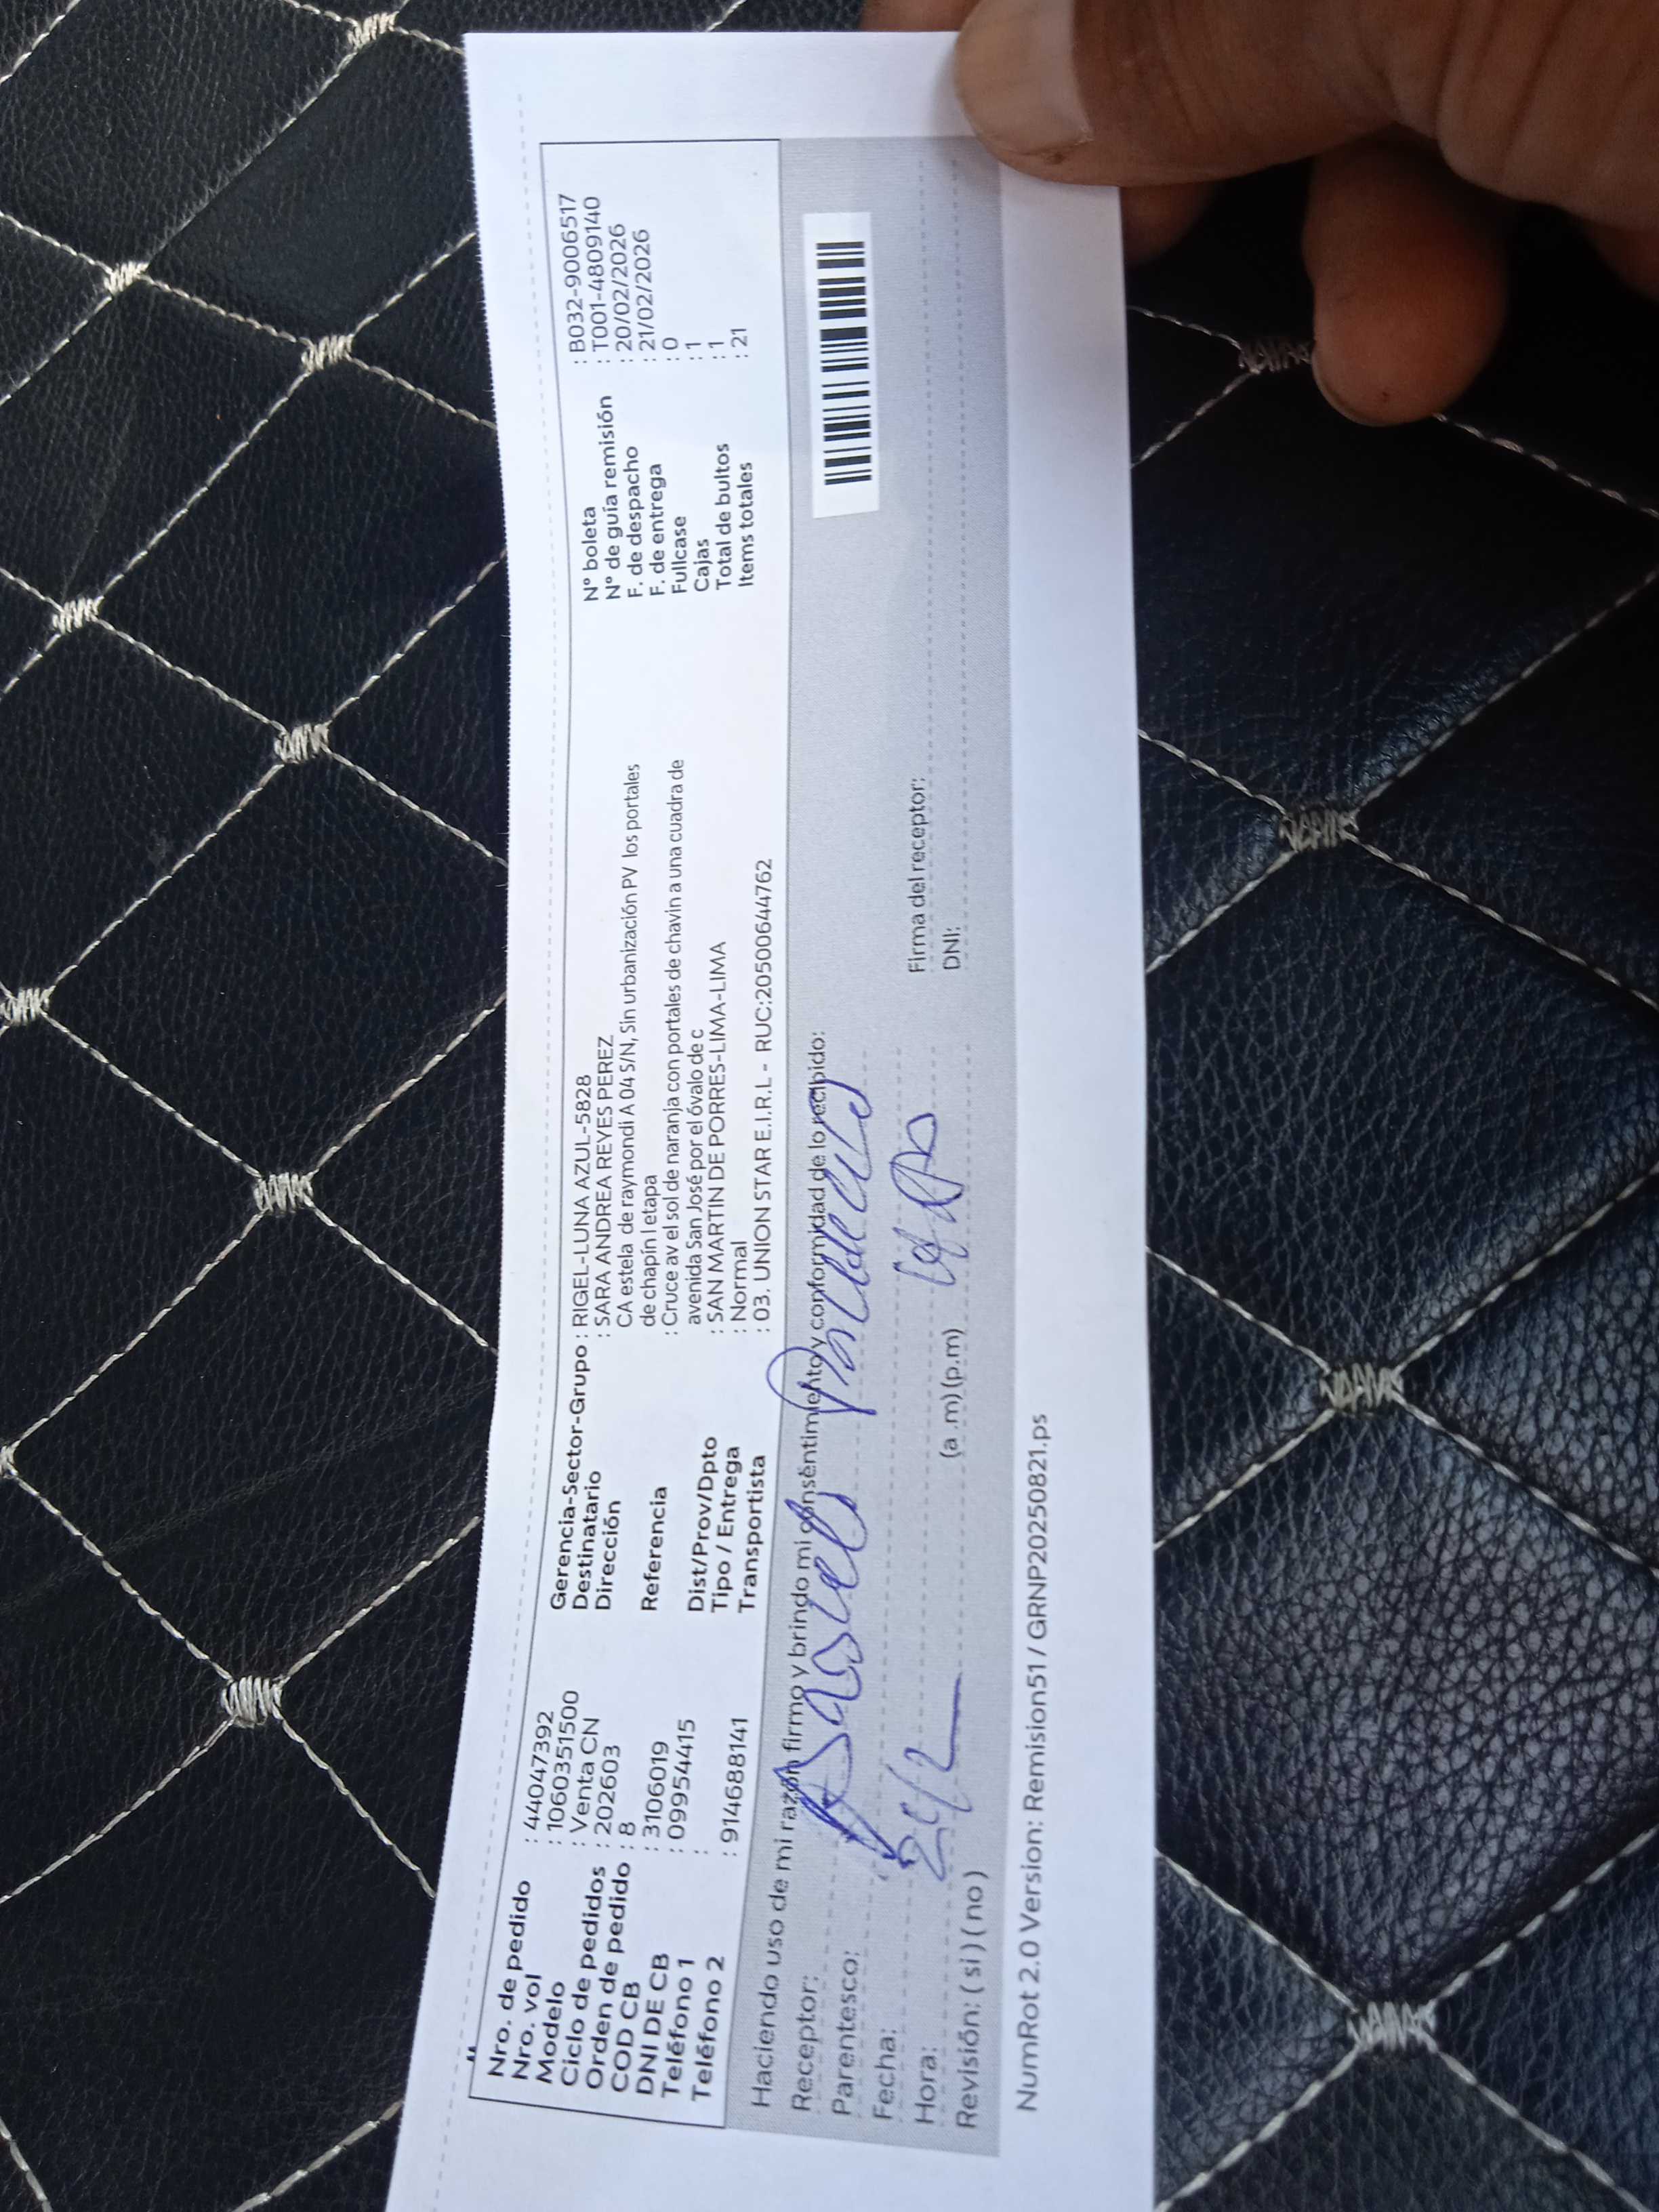 Nro. de pedido : 44047392
Nro. vol : 106035151500
Modelo : Venta CN
Ciclo de pedidos : 202603
Orden de pedido : 8
COD CB : 3106019
DNI DE CB : 09954415
Teléfono 1 :
Teléfono 2 : 914688141
Gerencia-Sector-Grupo : RIGEL-LUNA AZUL-5828
Destinatario : SARA ANDREA REYES PEREZ
Dirección CA estela de raymondi A 04 S/N, Sin urbanización PV los portales
de chapín I etapa
Referencia : Cruce av el sol de naranja con portales de chavin a una cuadra de
avenida San José por el óvalo de c
Dist/Prov/Dpto : SAN MARTIN DE PORRES-LIMA-LIMA
Tipo / Entrega : Normal
Transportista : 03. UNION STAR E.I.R.L - RUC:20500644762
N° boleta : B032-9006517
N° de guía remisión : T001-4809140
F. de despacho : 20/02/2026
F. de entrega : 21/02/2026
Fullcase : 0
Cajas : 1
Total de bultos : 1
Items totales : 21
Haciendo uso de mi razón firmo y brindo mi consentimiento y conformidad de lo recibido:
Receptor:
Parentesco:
Fecha:
Hora: (a .m) (p.m)
Revisión: ( si ) ( no )
Firma del receptor:
DNI:
NumRot 2.0 Version: Remision51 / GRNP20250821.ps